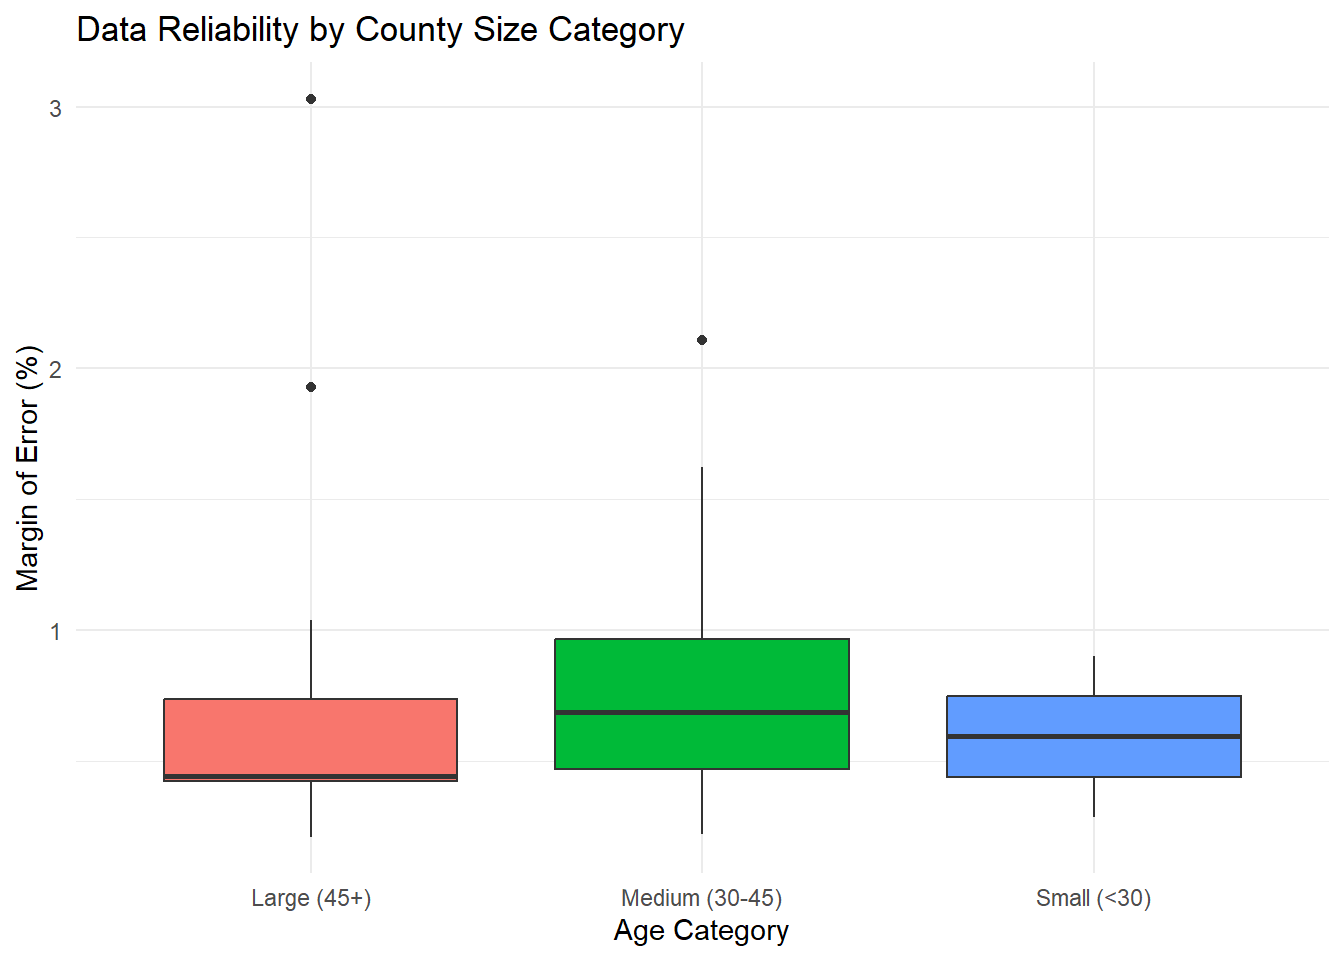 Data Reliability by County Size Category
Margin of Error (%)
3
2
1
Large (45+)
Medium (30-45)
Small (<30)
Age Category